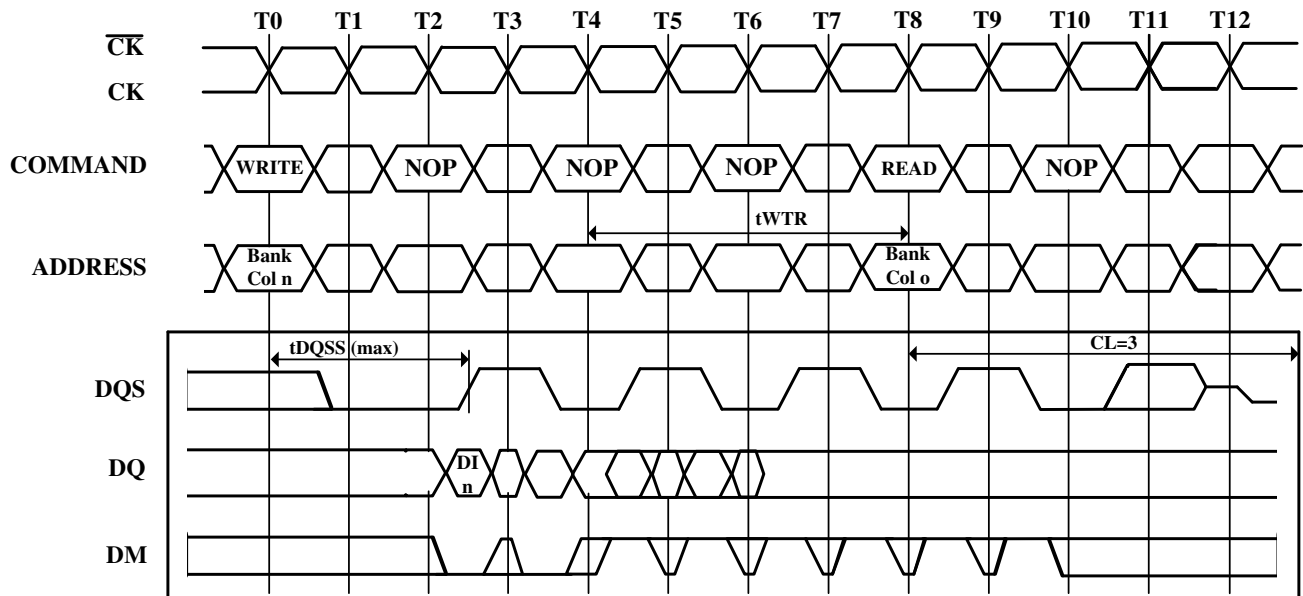 T0 T1 T2 T3 T4 T5 T6 T7 T8 T9 T10 T11 T12
CK
CK
COMMAND WRITE NOP NOP NOP READ NOP
tWTR
ADDRESS Bank Col n Bank Col o
tDQSS (max) CL=3
DQS
DQ DI n
DM